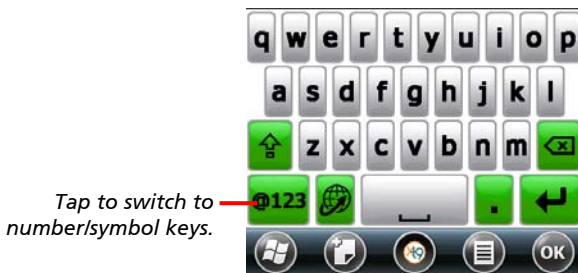 q w e r t y u i o p
a s d f g h j k l
z x c v b n m
Tap to switch to
number/symbol keys.
@123 .
OK